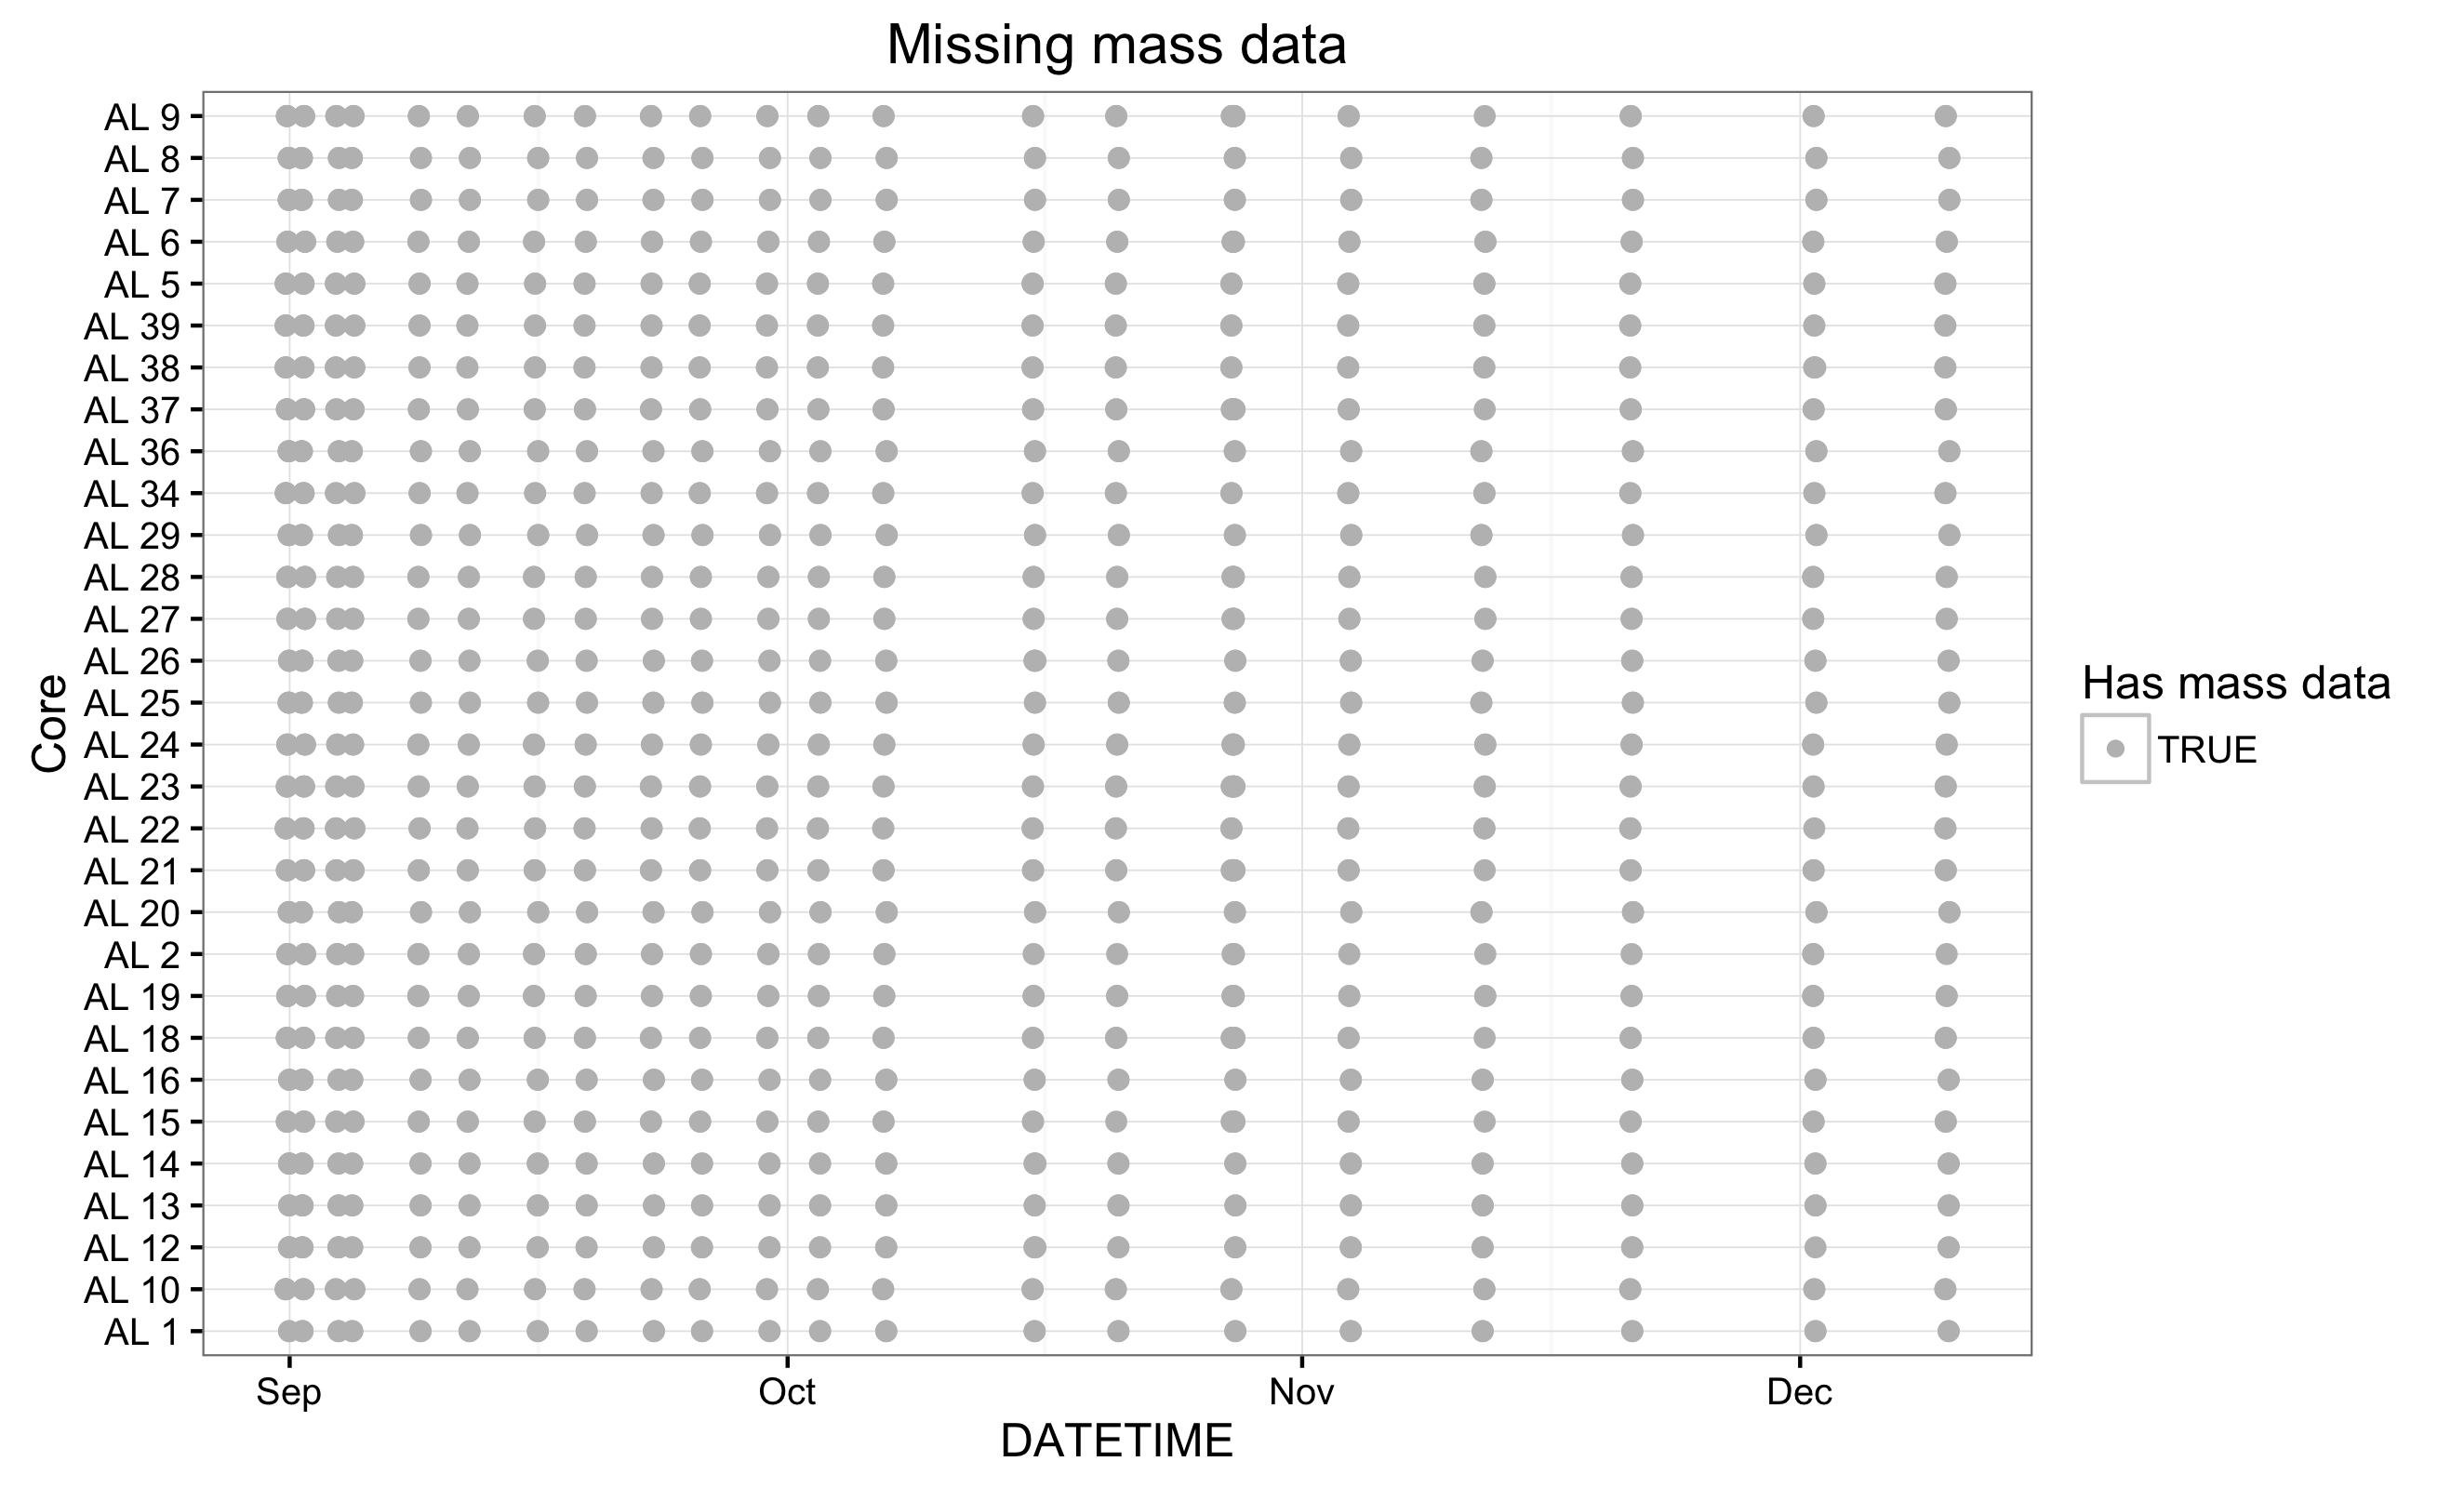 Missing mass data
AL 9
AL 8
AL 7
AL 6
AL 5
AL 39
AL 38
AL 37
AL 36
AL 34
AL 29
AL 28
AL 27
AL 26
AL 25
AL 24
AL 23
AL 22
AL 21
AL 20
AL 2
AL 19
AL 18
AL 16
AL 15
AL 14
AL 13
AL 12
AL 10
AL 1
Core
Sep Oct Nov Dec
DATETIME
Has mass data
TRUE